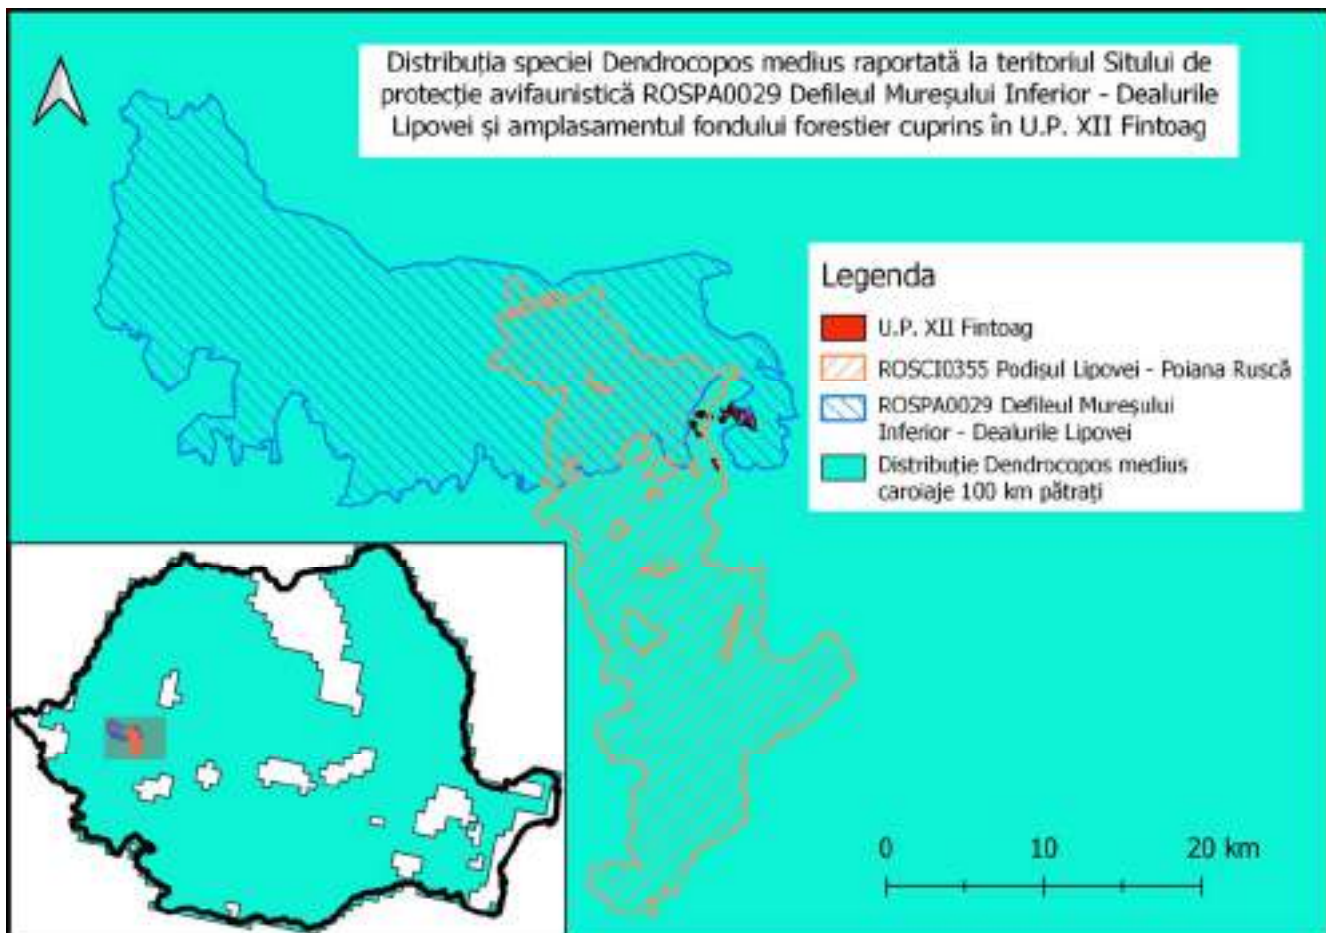 Distribuția speciei Dendrocopos medius raportată la teritoriul Sitului de
protecție avifaunistică ROSPA0029 Defileul Mureșului Inferior - Dealurile
Lipovei și amplasamentul fondului forestier cuprins în U.P. XII Fintoag
Legenda
U.P. XII Fintoag
ROSCI0355 Podișul Lipovei - Poiana Ruscă
ROSPA0029 Defileul Mureșului
Inferior - Dealurile Lipovei
Distribuție Dendrocopos medius
caroiaje 100 km pătrați
0 10 20 km